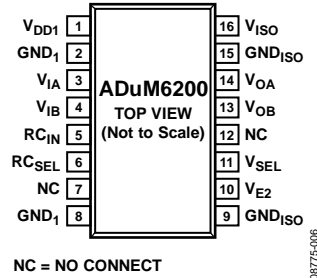 VDD1 1 16 VISO
GND1 2 15 GNDISO
VIA 3 ADuM6200 14 VOA
VIB 4 TOP VIEW 13 VOB
RCIN 5 (Not to Scale) 12 NC
RCSEL 6 11 VSEL
NC 7 10 VE2
GND1 8 9 GNDISO
NC = NO CONNECT
08775-006